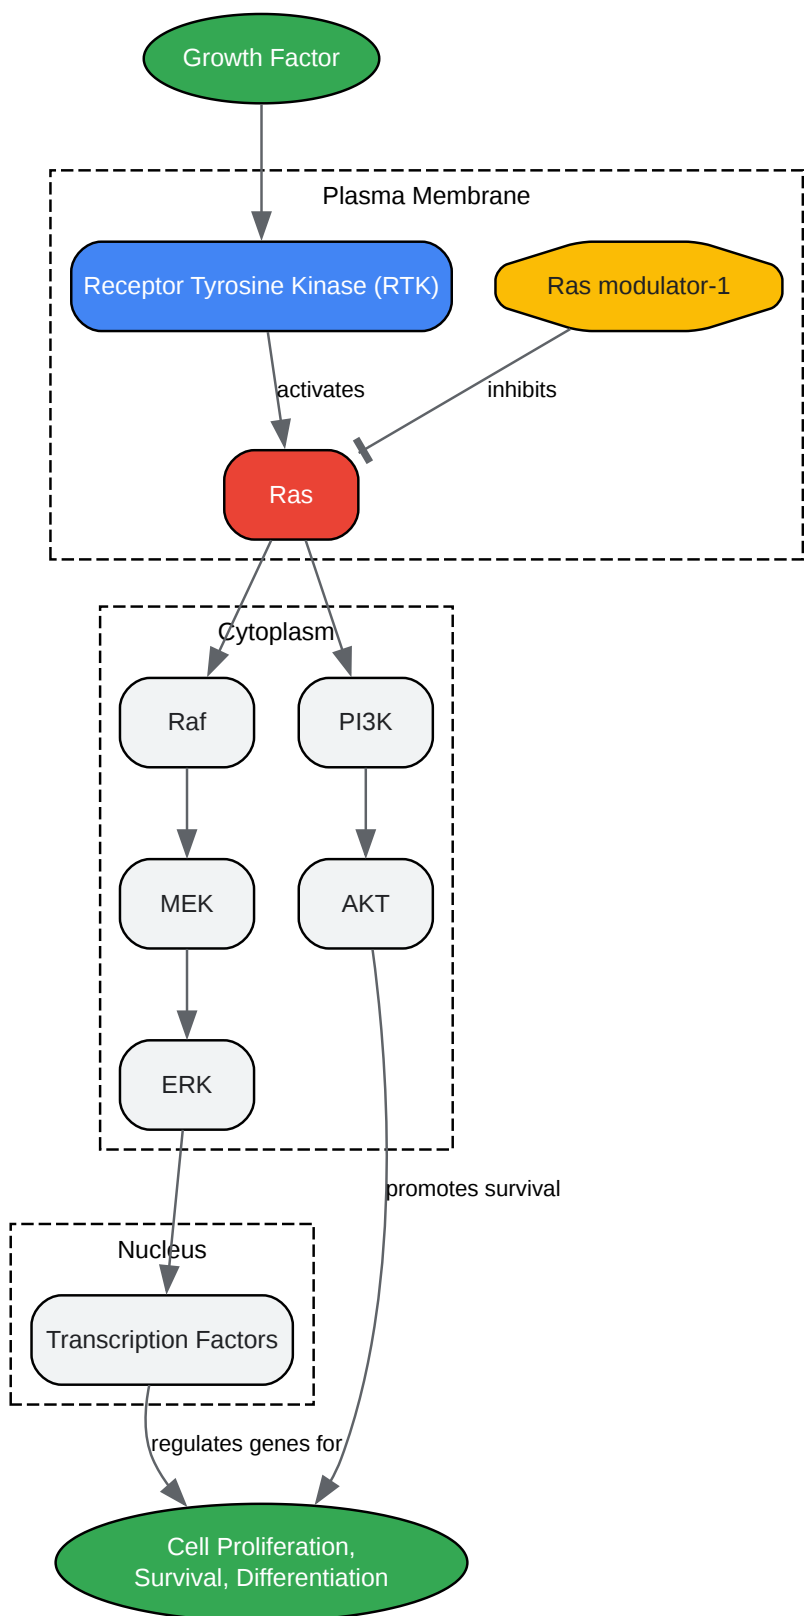 Growth Factor
Plasma Membrane
Receptor Tyrosine Kinase (RTK)
Ras modulator-1
activates
inhibits
Ras
Cytoplasm
Raf
PI3K
MEK
AKT
ERK
promotes survival
Nucleus
Transcription Factors
regulates genes for
Cell Proliferation,
Survival, Differentiation